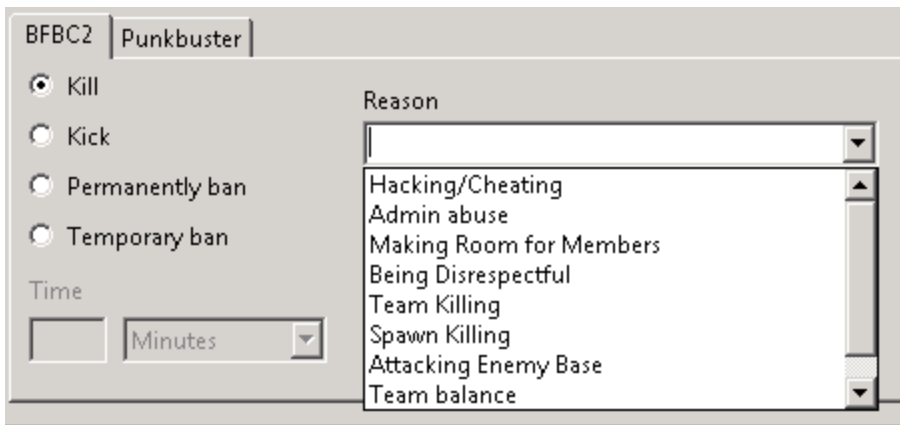 BFBC2 Punkbuster
Kill
Kick
Permanently ban
Temporary ban
Time
Minutes
Reason
Hacking/Cheating
Admin abuse
Making Room for Members
Being Disrespectful
Team Killing
Spawn Killing
Attacking Enemy Base
Team balance